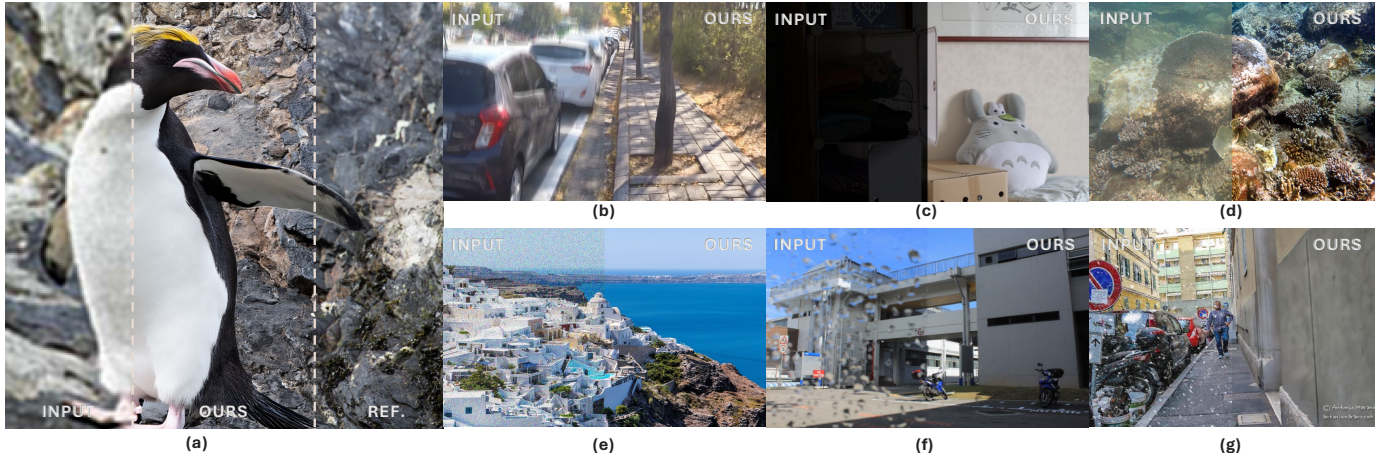 INPUT
OURS
REF.
(a)
INPUT
OURS
(b)
INPUT
OURS
(c)
INPUT
OURS
(d)
INPUT
OURS
(e)
INPUT
OURS
(f)
INPUT
OURS
(g)